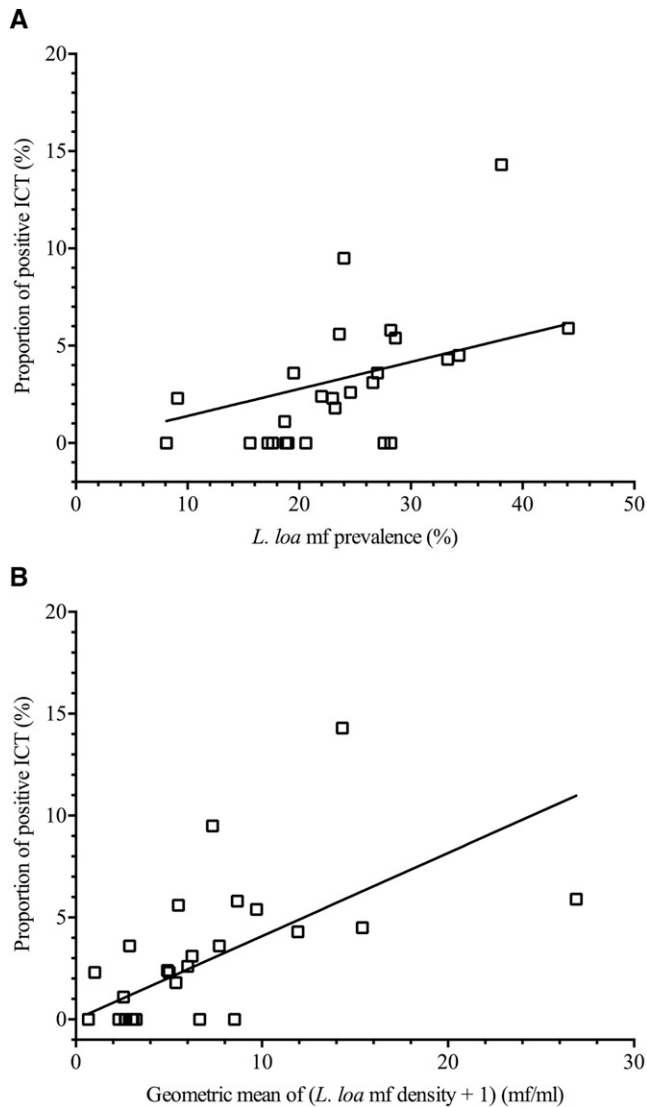 A
Proportion of positive ICT (%)
20
15
10
5
0
0 10 20 30 40 50
L. loa mf prevalence (%)
B
Proportion of positive ICT (%)
20
15
10
5
0
0 10 20 30
Geometric mean of (L. loa mf density + 1) (mf/ml)